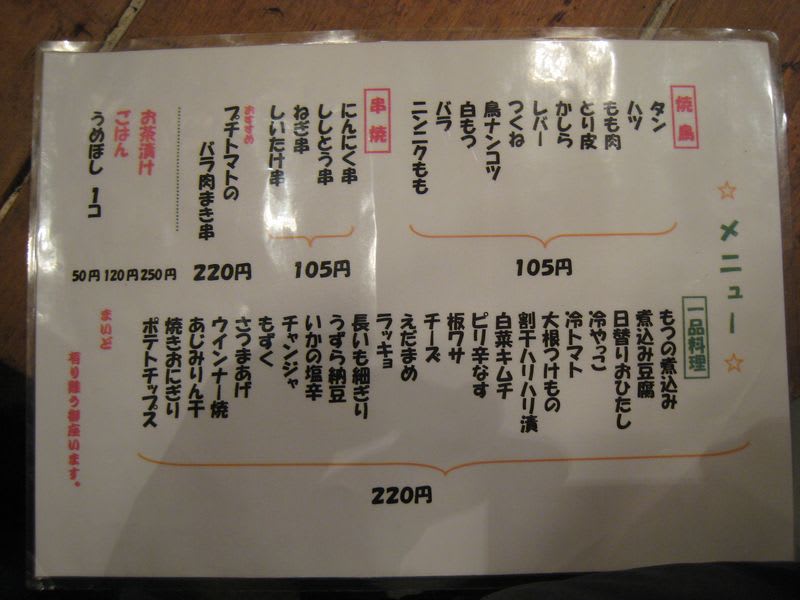 ☆ メニュー ☆
焼鳥
タン
ハツ
もも肉
とり皮
かしら
レバー
つくね
鳥ナンコツ
白もつ
バラ
ニンニクもも
105円
串焼
にんにく串
ししとう串
ねぎ串
しいたけ串
105円
おすすめ
プチトマトの
バラ肉まき串
220円
お茶漬け
ごはん
うめぼし 1コ
250円
120円
50円
一品料理
もつの煮込み
煮込み豆腐
日替りおひたし
冷やっこ
冷トマト
大根つけもの
割干ハリハリ漬
白菜キムチ
ピリ辛なす
板ワサ
チーズ
えだまめ
ラッキョ
長いも細ぎり
うずら納豆
いかの塩辛
チャンジャ
もずく
さつまあげ
ウインナー焼
あじみりん干
焼きおにぎり
ポテトチップス
220円
まいど
有り難う御座います。